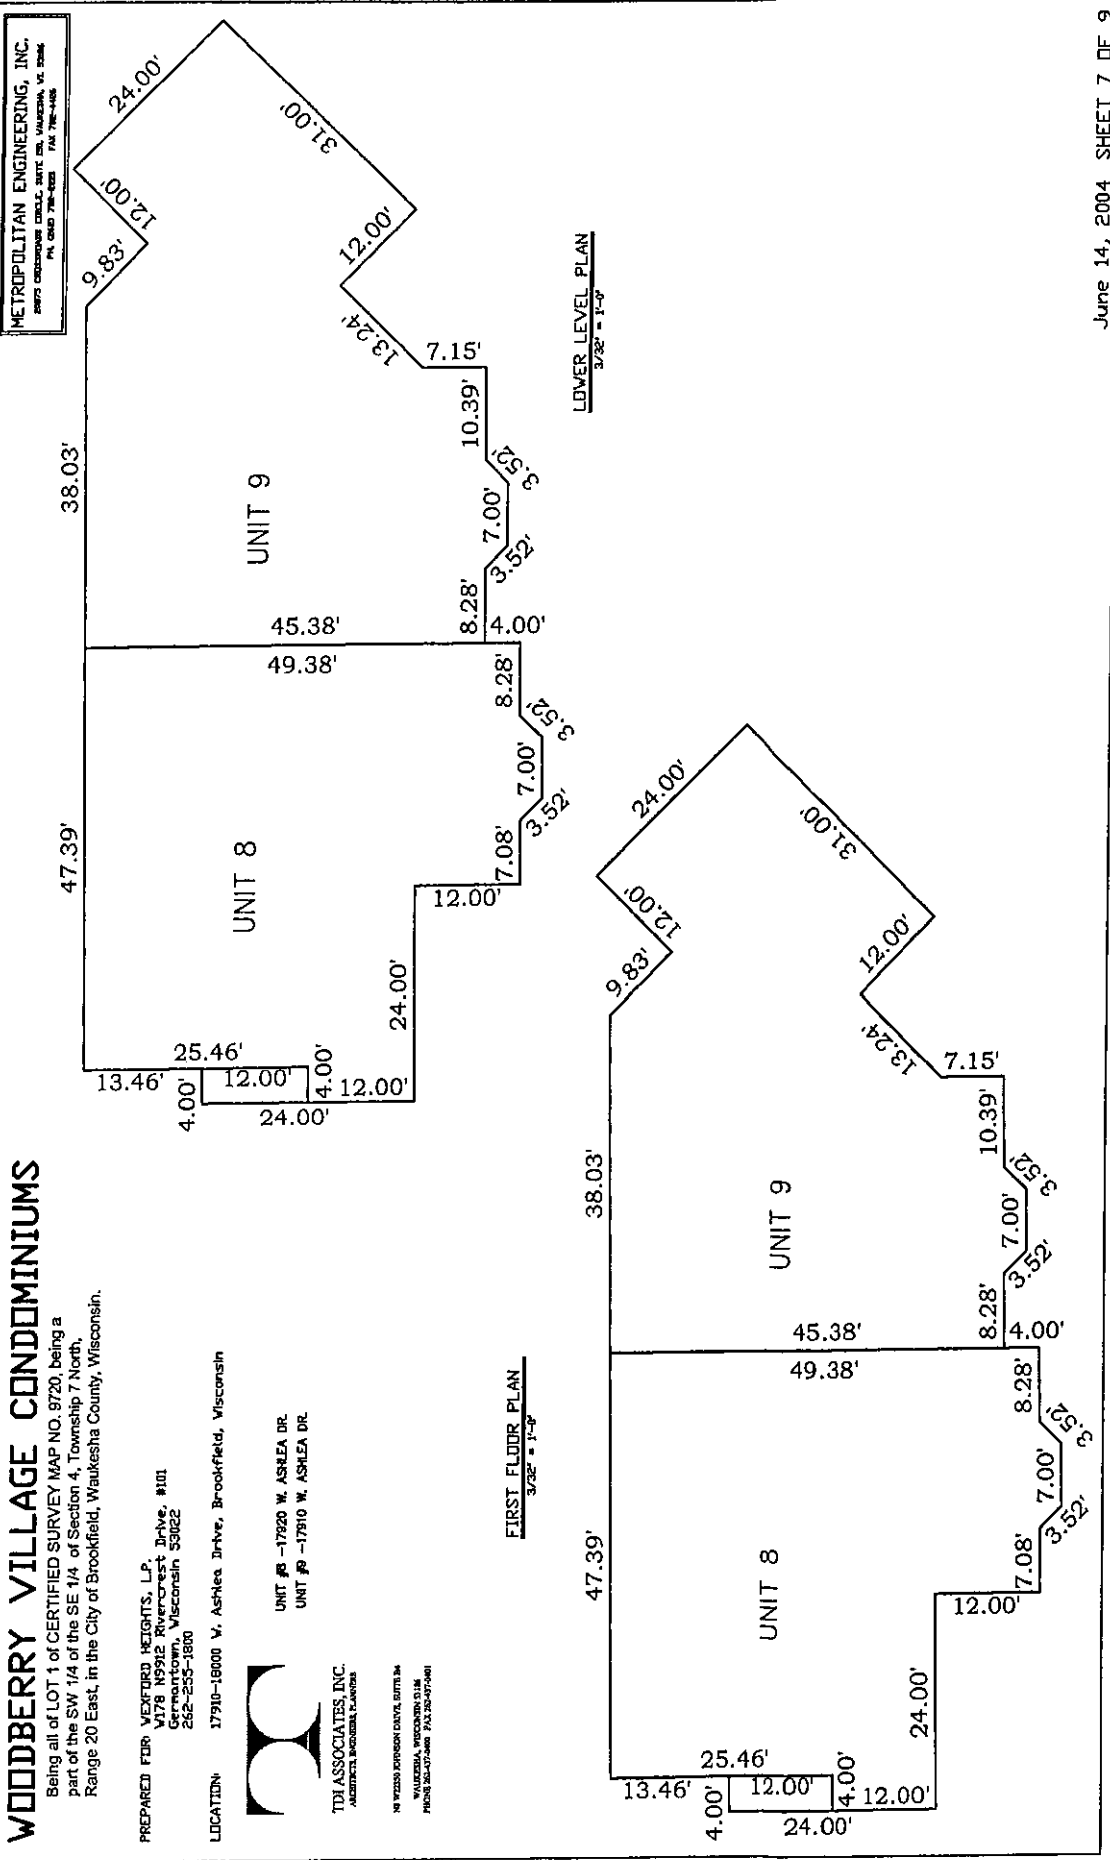 WOODBERRY VILLAGE CONDOMINIUMS
Being all of LOT 1 of CERTIFIED SURVEY MAP NO. 9720, being a
part of the SW 1/4 of the SE 1/4 of Section 4, Township 7 North,
Range 20 East, in the City of Brookfield, Waukesha County, Wisconsin.
METROPOLITAN ENGINEERING, INC.
PREPARED FOR: WEXFORD HEIGHTS, L.P.
W178 N9912 Rivercrest Drive, #101
Germantown, Wisconsin 53022
262-255-1800
LOCATION: 17910-18000 W. Ashlea Drive, Brookfield, Wisconsin
UNIT #8 -17920 W. ASHLEA DR.
UNIT #9 -17910 W. ASHLEA DR.
TDI ASSOCIATES, INC.
ARCHITECTS, ENGINEERS, PLANNERS
WAUKESHA, WISCONSIN
47.39'
38.03'
9.83'
12.00'
24.00'
31.00'
12.00'
13.24'
7.15'
10.39'
3.52'
7.00'
3.52'
8.28'
4.00'
45.38'
49.38'
8.28'
3.52'
7.00'
3.52'
7.08'
12.00'
24.00'
12.00'
4.00'
24.00'
12.00'
4.00'
25.46'
13.46'
UNIT 8
UNIT 9
LOWER LEVEL PLAN
3/32" = 1'-0"
FIRST FLOOR PLAN
3/32" = 1'-0"
47.39'
38.03'
9.83'
12.00'
24.00'
31.00'
12.00'
13.24'
7.15'
10.39'
3.52'
7.00'
3.52'
8.28'
4.00'
45.38'
49.38'
8.28'
3.52'
7.00'
3.52'
7.08'
12.00'
24.00'
12.00'
4.00'
24.00'
12.00'
4.00'
25.46'
13.46'
UNIT 8
UNIT 9
June 14, 2004 SHEET 7 OF 9